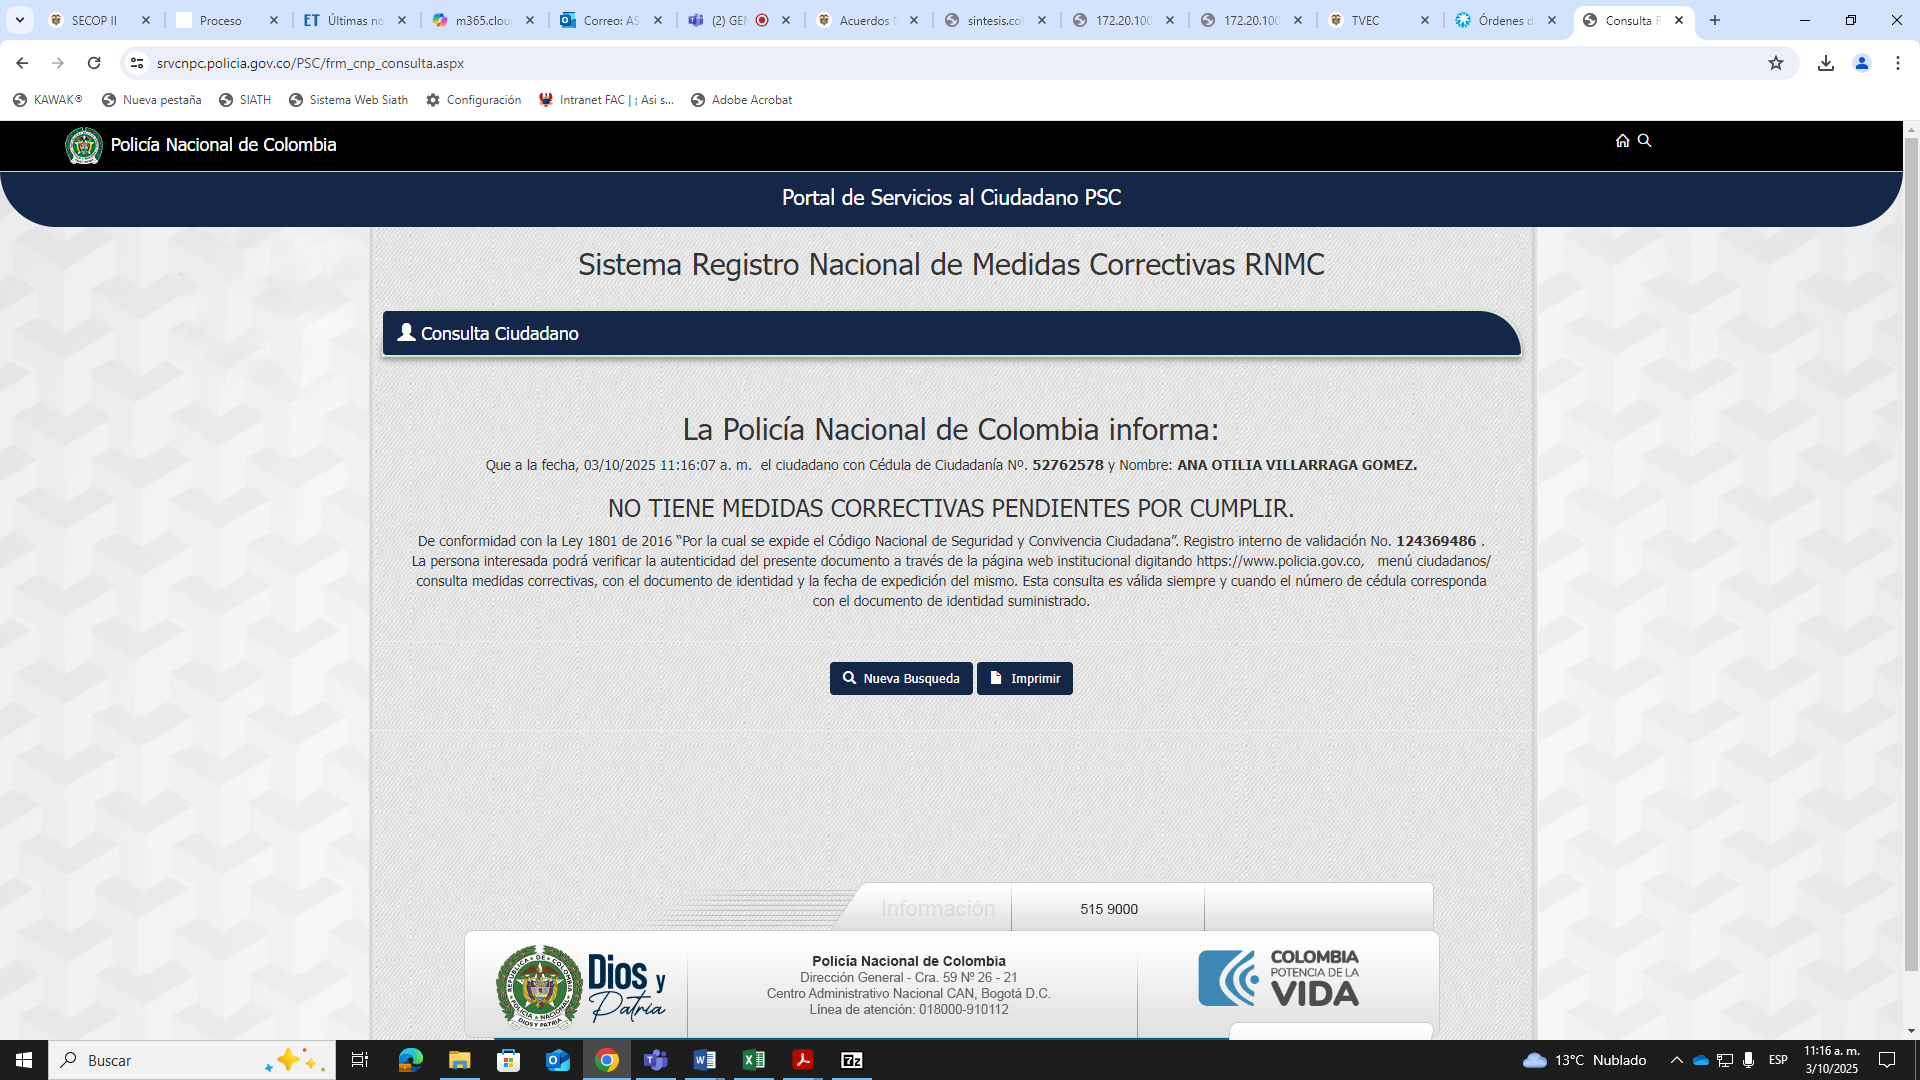 SECOP II
Proceso
ET Últimas no
m365.clou
Correo: AS
(2) GEN
Acuerdos
sintesis.co
172.20.100
172.20.100
TVEC
Órdenes d
Consulta R
srvcnpc.policia.gov.co/PSC/frm_cnp_consulta.aspx
KAWAK®
Nueva pestaña
SIATH
Sistema Web Siath
Configuración
Intranet FAC | ¡ Asi s...
Adobe Acrobat
Policía Nacional de Colombia
Portal de Servicios al Ciudadano PSC
Sistema Registro Nacional de Medidas Correctivas RNMC
Consulta Ciudadano
La Policía Nacional de Colombia informa:
Que a la fecha, 03/10/2025 11:16:07 a. m. el ciudadano con Cédula de Ciudadanía Nº. 52762578 y Nombre: ANA OTILIA VILLARRAGA GOMEZ.
NO TIENE MEDIDAS CORRECTIVAS PENDIENTES POR CUMPLIR.
De conformidad con la Ley 1801 de 2016 “Por la cual se expide el Código Nacional de Seguridad y Convivencia Ciudadana”. Registro interno de validación No. 124369486 .
La persona interesada podrá verificar la autenticidad del presente documento a través de la página web institucional digitando https://www.policia.gov.co, menú ciudadanos/
consulta medidas correctivas, con el documento de identidad y la fecha de expedición del mismo. Esta consulta es válida siempre y cuando el número de cédula corresponda
con el documento de identidad suministrado.
Nueva Busqueda
Imprimir
Información
515 9000
REPUBLICA DE COLOMBIA
POLICIA NACIONAL
DIOS Y PATRIA
Dios y
Patria
Policía Nacional de Colombia
Dirección General - Cra. 59 Nº 26 - 21
Centro Administrativo Nacional CAN, Bogotá D.C.
Línea de atención: 018000-910112
COLOMBIA
POTENCIA DE LA
VIDA
Buscar
7z
13°C Nublado
ESP
11:16 a. m.
3/10/2025